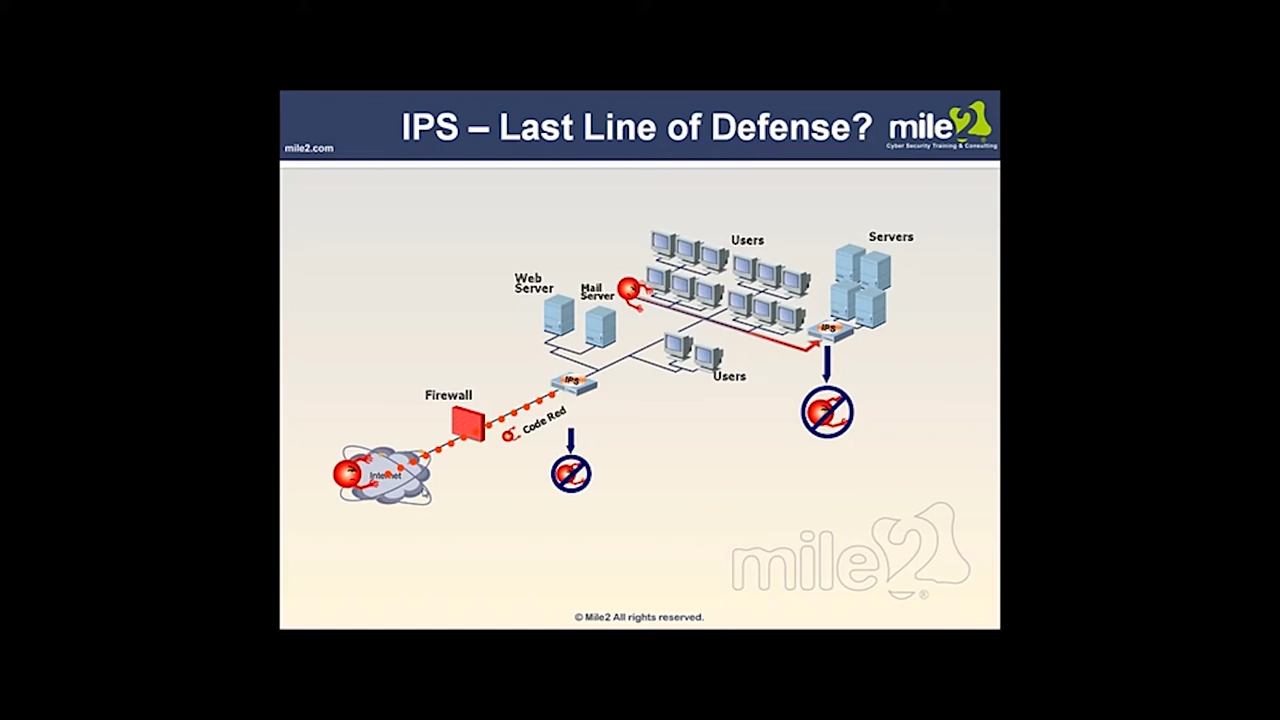 IPS – Last Line of Defense?
mile2
Cyber Security Training & Consulting
mile2.com
Users
Servers
Web
Server
Mail
Server
IPS
Users
IPS
Firewall
Code Red
Internet
mile2
®
© Mile2 All rights reserved.